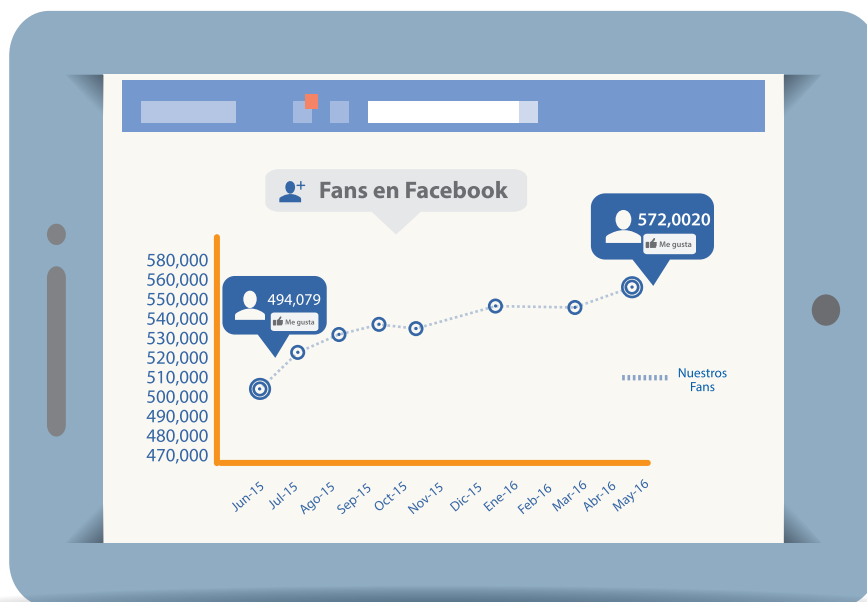 Fans en Facebook
572,0020
Me gusta
580,000
560,000
550,000
540,000
530,000
520,000
510,000
500,000
490,000
480,000
470,000
494,079
Me gusta
Nuestros
Fans
Jun-15
Jul-15
Ago-15
Sep-15
Oct-15
Nov-15
Dic-15
Ene-16
Feb-16
Mar-16
Abr-16
May-16